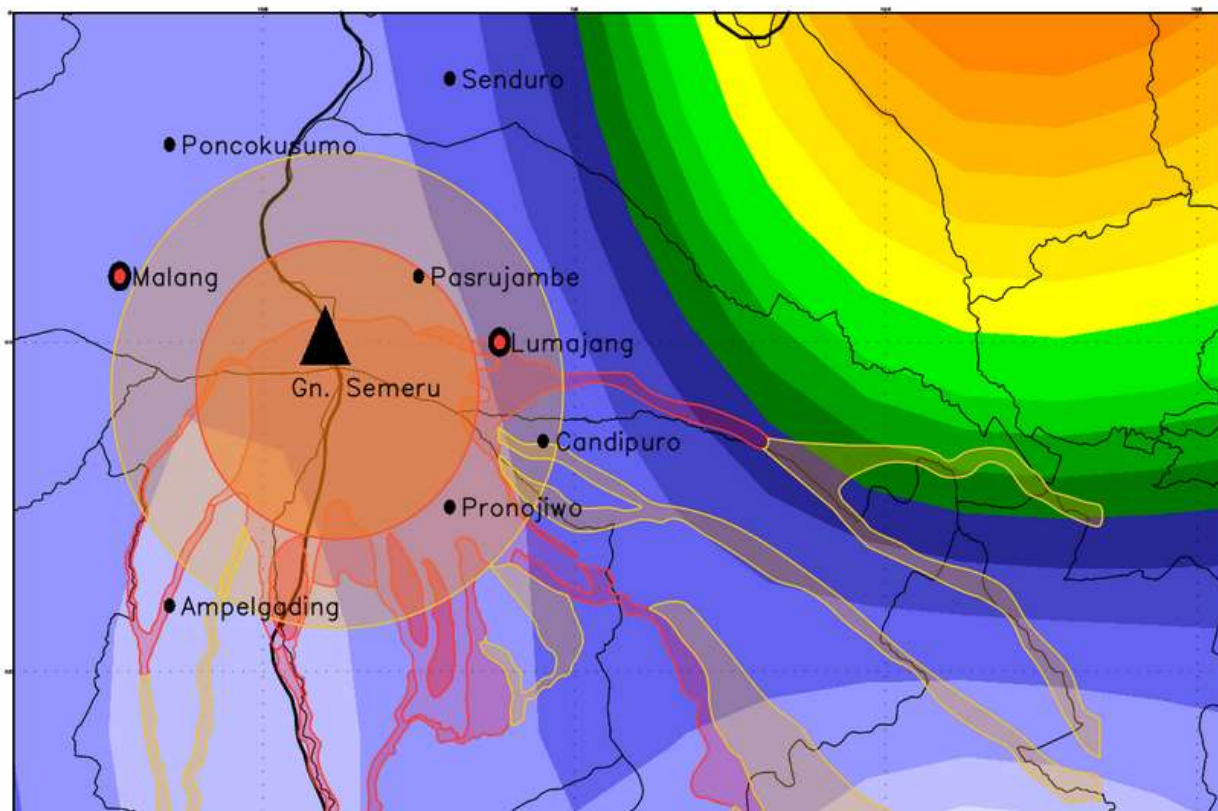 Senduro
Poncokusumo
Malang
Pasrujambe
Lumajang
Gn. Semeru
Candipuro
Pronojiwo
Ampelgading